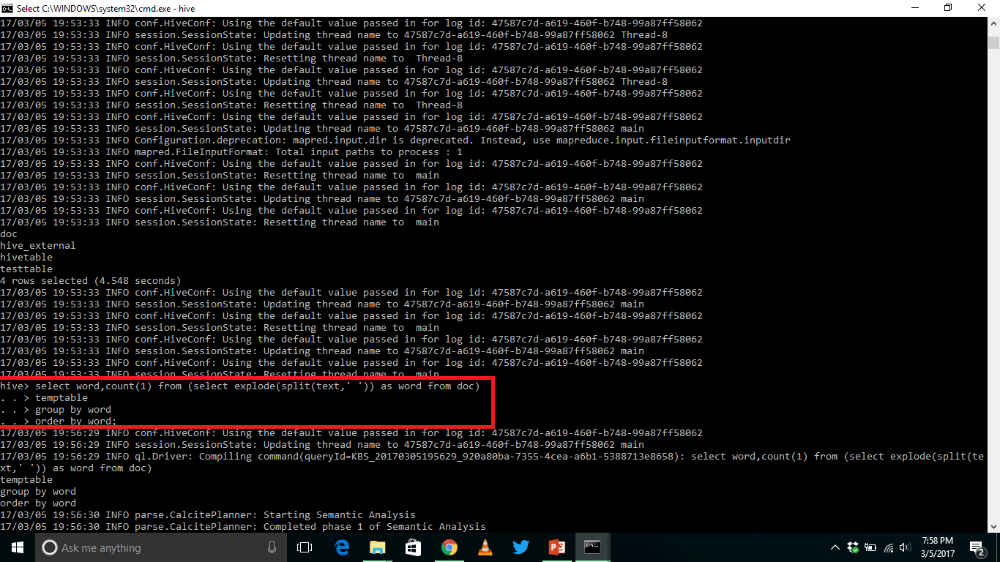 Select C:\WINDOWS\system32\cmd.exe - hive
17/03/05 19:53:33 INFO conf.HiveConf: Using the default value passed in for log id: 47587c7d-a619-460f-b748-99a87ff58062
17/03/05 19:53:33 INFO session.SessionState: Updating thread name to 47587c7d-a619-460f-b748-99a87ff58062 Thread-8
17/03/05 19:53:33 INFO conf.HiveConf: Using the default value passed in for log id: 47587c7d-a619-460f-b748-99a87ff58062
17/03/05 19:53:33 INFO session.SessionState: Resetting thread name to  Thread-8
17/03/05 19:53:33 INFO conf.HiveConf: Using the default value passed in for log id: 47587c7d-a619-460f-b748-99a87ff58062
17/03/05 19:53:33 INFO session.SessionState: Updating thread name to 47587c7d-a619-460f-b748-99a87ff58062 Thread-8
17/03/05 19:53:33 INFO conf.HiveConf: Using the default value passed in for log id: 47587c7d-a619-460f-b748-99a87ff58062
17/03/05 19:53:33 INFO session.SessionState: Resetting thread name to  Thread-8
17/03/05 19:53:33 INFO conf.HiveConf: Using the default value passed in for log id: 47587c7d-a619-460f-b748-99a87ff58062
17/03/05 19:53:33 INFO session.SessionState: Updating thread name to 47587c7d-a619-460f-b748-99a87ff58062 main
17/03/05 19:53:33 INFO Configuration.deprecation: mapred.input.dir is deprecated. Instead, use mapreduce.input.fileinputformat.inputdir
17/03/05 19:53:33 INFO mapred.FileInputFormat: Total input paths to process : 1
17/03/05 19:53:33 INFO conf.HiveConf: Using the default value passed in for log id: 47587c7d-a619-460f-b748-99a87ff58062
17/03/05 19:53:33 INFO session.SessionState: Resetting thread name to  main
17/03/05 19:53:33 INFO conf.HiveConf: Using the default value passed in for log id: 47587c7d-a619-460f-b748-99a87ff58062
17/03/05 19:53:33 INFO session.SessionState: Updating thread name to 47587c7d-a619-460f-b748-99a87ff58062 main
17/03/05 19:53:33 INFO conf.HiveConf: Using the default value passed in for log id: 47587c7d-a619-460f-b748-99a87ff58062
17/03/05 19:53:33 INFO session.SessionState: Resetting thread name to  main
doc
hive_external
hivetable
testtable
4 rows selected (4.548 seconds)
17/03/05 19:53:33 INFO conf.HiveConf: Using the default value passed in for log id: 47587c7d-a619-460f-b748-99a87ff58062
17/03/05 19:53:33 INFO session.SessionState: Updating thread name to 47587c7d-a619-460f-b748-99a87ff58062 main
17/03/05 19:53:33 INFO conf.HiveConf: Using the default value passed in for log id: 47587c7d-a619-460f-b748-99a87ff58062
17/03/05 19:53:33 INFO session.SessionState: Resetting thread name to  main
17/03/05 19:53:33 INFO conf.HiveConf: Using the default value passed in for log id: 47587c7d-a619-460f-b748-99a87ff58062
17/03/05 19:53:33 INFO session.SessionState: Updating thread name to 47587c7d-a619-460f-b748-99a87ff58062 main
17/03/05 19:53:33 INFO conf.HiveConf: Using the default value passed in for log id: 47587c7d-a619-460f-b748-99a87ff58062
17/03/05 19:53:33 INFO session.SessionState: Resetting thread name to  main
hive> select word,count(1) from (select explode(split(text,' ')) as word from doc)
. . > temptable
. . > group by word
. . > order by word;
17/03/05 19:56:29 INFO conf.HiveConf: Using the default value passed in for log id: 47587c7d-a619-460f-b748-99a87ff58062
17/03/05 19:56:29 INFO session.SessionState: Updating thread name to 47587c7d-a619-460f-b748-99a87ff58062 main
17/03/05 19:56:29 INFO ql.Driver: Compiling command(queryId=KBS_20170305195629_920a80ba-7355-4cea-a6b1-5388713e8658): select word,count(1) from (select explode(split(te
xt,' ')) as word from doc)
temptable
group by word
order by word
17/03/05 19:56:30 INFO parse.CalcitePlanner: Starting Semantic Analysis
17/03/05 19:56:30 INFO parse.CalcitePlanner: Completed phase 1 of Semantic Analysis
Ask me anything
7:58 PM
3/5/2017
2